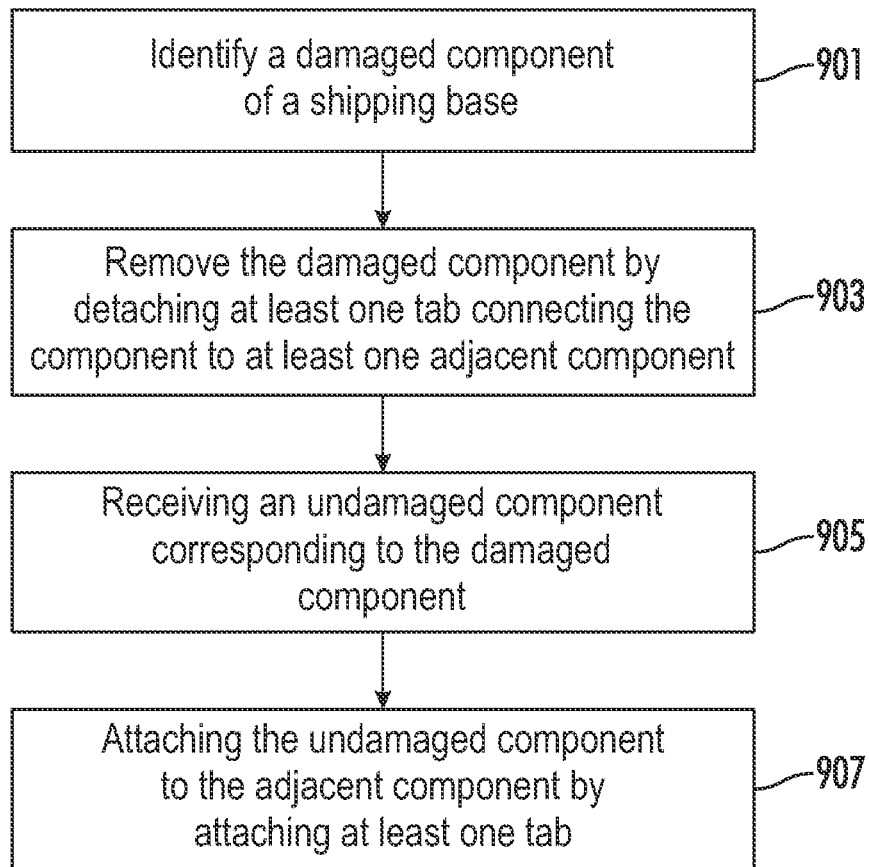 Identify a damaged component
of a shipping base
901
Remove the damaged component by
detaching at least one tab connecting the
component to at least one adjacent component
903
Receiving an undamaged component
corresponding to the damaged
component
905
Attaching the undamaged component
to the adjacent component by
attaching at least one tab
907